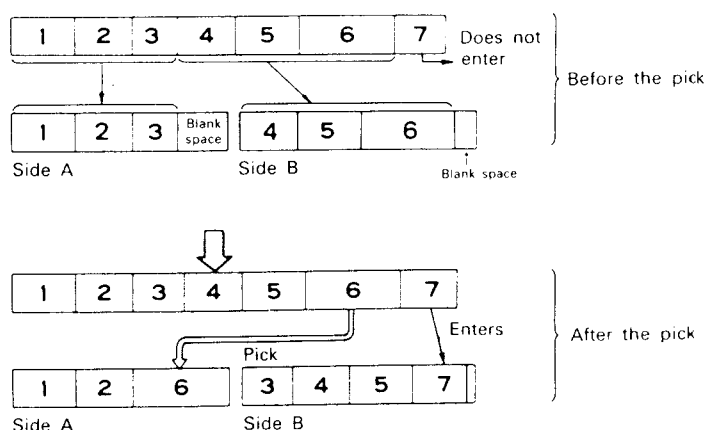 1 2 3 4 5 6 7
Does not
enter
Before the pick
1 2 3 Blank
space
4 5 6
Side A
Side B
Blank space
1 2 3 4 5 6 7
Pick
Enters
After the pick
1 2 6
3 4 5 7
Side A
Side B